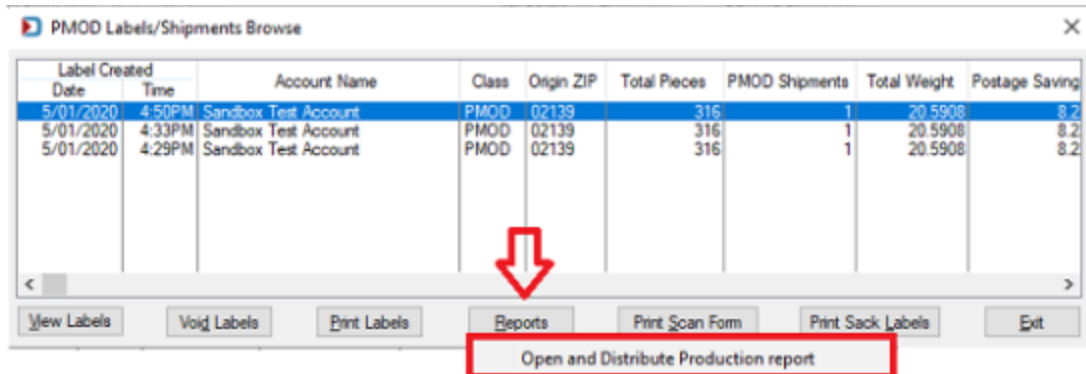 PMOD Labels/Shipments Browse
Label Created
Date Time Account Name Class Origin ZIP Total Pieces PMOD Shipments Total Weight Postage Saving
5/01/2020 4:50PM Sandbox Test Account PMOD 02139 316 1 20.5908 8.2
5/01/2020 4:33PM Sandbox Test Account PMOD 02139 316 1 20.5908 8.2
5/01/2020 4:29PM Sandbox Test Account PMOD 02139 316 1 20.5908 8.2
View Labels Void Labels Print Labels Reports Print Scan Form Print Sack Labels Exit
Open and Distribute Production report